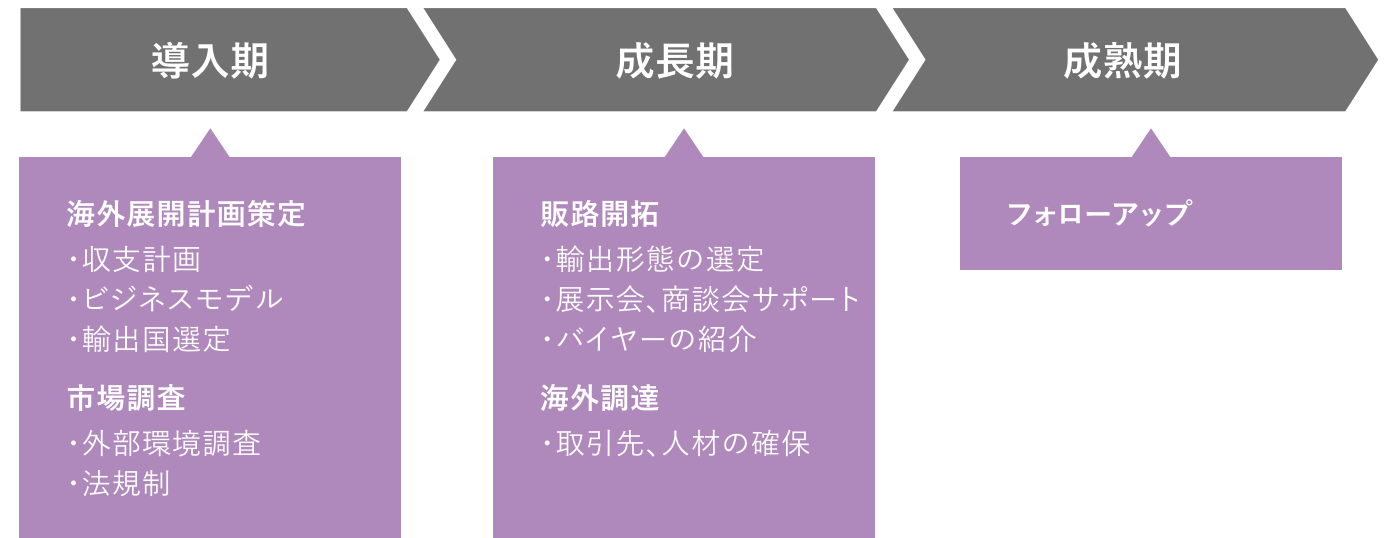 導入期
成長期
成熟期
海外展開計画策定
・収支計画
・ビジネスモデル
・輸出国選定
市場調査
・外部環境調査
・法規制
販路開拓
・輸出形態の選定
・展示会、商談会サポート
・バイヤーの紹介
海外調達
・取引先、人材の確保
フォローアップ